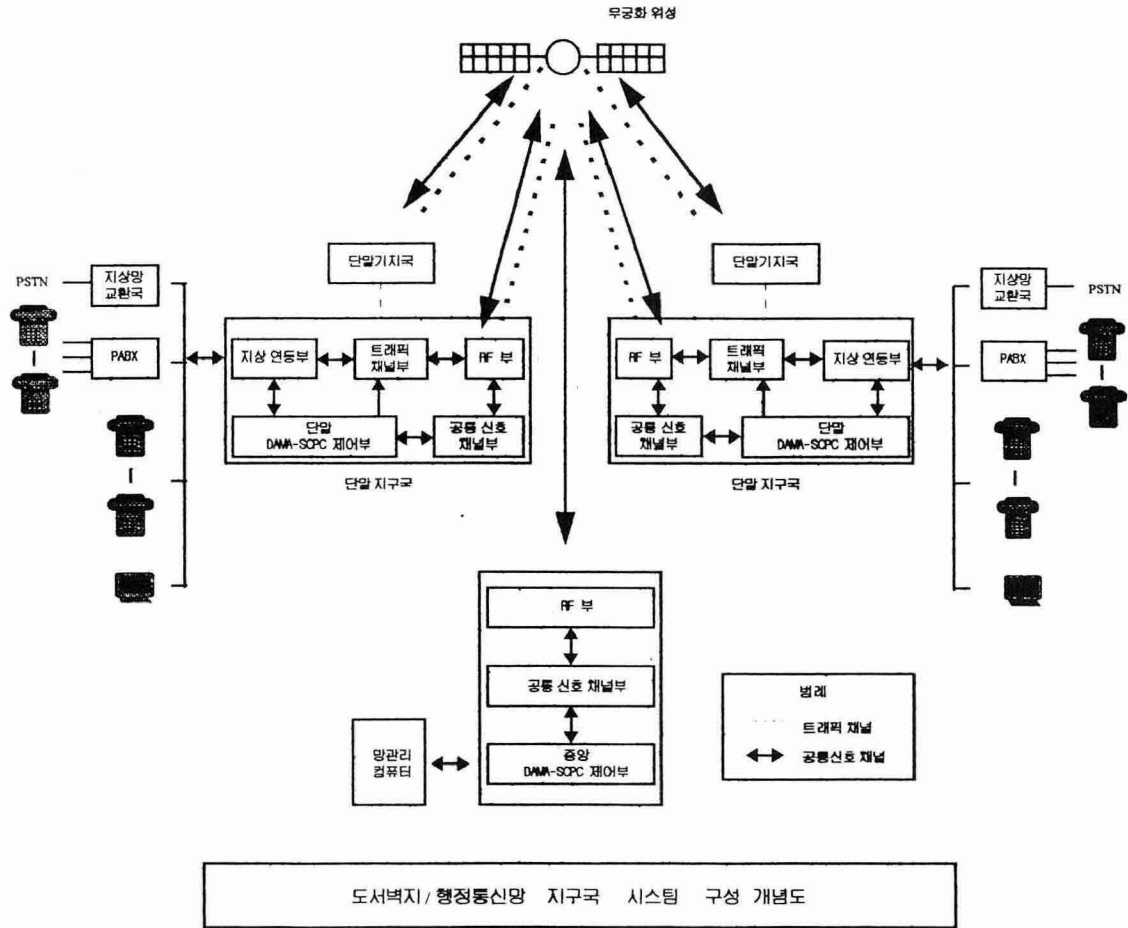 무궁화 위성
단말기지국
단말기지국
PSTN
지상망
교환국
지상망
교환국
PSTN
PABX
지상 연동부
트래픽
채널부
RF 부
단말
DAMA-SCPC 제어부
공통 신호
채널부
단말 지구국
RF 부
트래픽
채널부
지상 연동부
공통 신호
채널부
단말
DAMA-SCPC 제어부
단말 지구국
PABX
RF 부
공통 신호 채널부
중앙
DAMA-SCPC 제어부
망관리
컴퓨터
범례
트래픽 채널
공통신호 채널
도서벽지 / 행정통신망 지구국 시스팀 구성 개념도